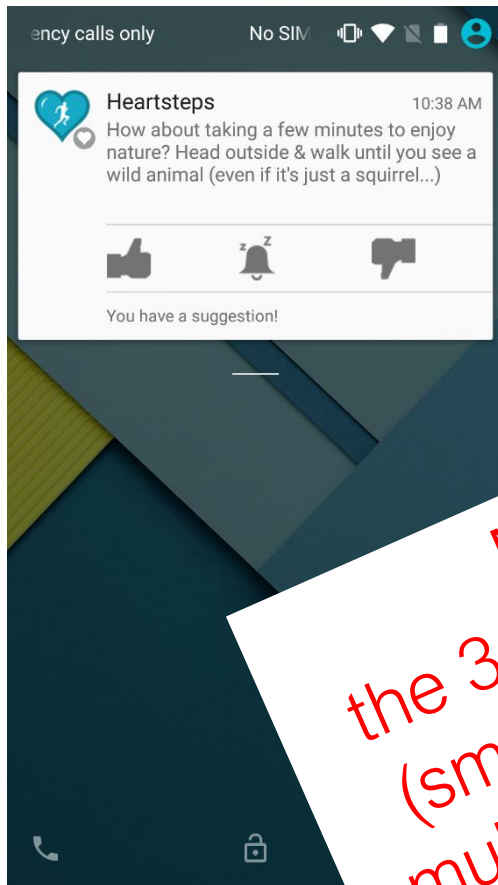 ency calls only No SIM
Heartsteps 10:38 AM
How about taking a few minutes to enjoy
nature? Head outside & walk until you see a
wild animal (even if it's just a squirrel...)
z Z
You have a suggestion!
the 3
(sm
mul